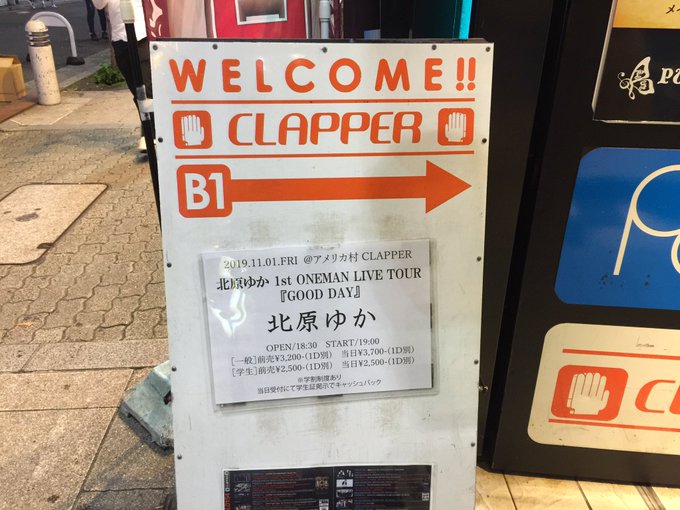 WELCOME!!
CLAPPER
B1
2019.11.01.FRI @アメリカ村 CLAPPER
北原ゆか 1st ONEMAN LIVE TOUR
『GOOD DAY』
北原ゆか
OPEN/18:30 START/19:00
[一般]前売¥3,200-(1D別) 当日¥3,700-(1D別)
[学生]前売¥2,500-(1D別) 当日¥2,500-(1D別)
※学割制度あり
当日受付にて学生証掲示でキャッシュバック